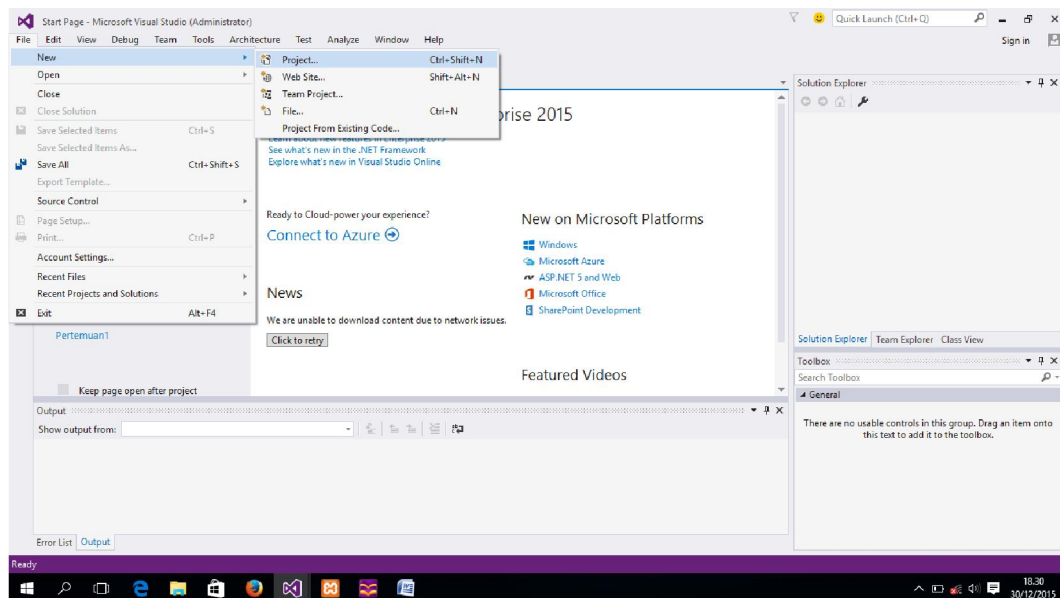 Start Page - Microsoft Visual Studio (Administrator)
Quick Launch (Ctrl+Q)
File Edit View Debug Team Tools Architecture Test Analyze Window Help
Sign in
New
Open
Close
Close Solution
Save Selected Items Ctrl+S
Save Selected Items As...
Save All Ctrl+Shift+S
Export Template...
Source Control
Page Setup...
Print... Ctrl+P
Account Settings...
Recent Files
Recent Projects and Solutions
Exit Alt+F4
Project... Ctrl+Shift+N
Web Site... Shift+Alt+N
Team Project...
File... Ctrl+N
Project From Existing Code...
prise 2015
Learn about new features in Enterprise 2015
See what's new in the .NET Framework
Explore what's new in Visual Studio Online
Ready to Cloud-power your experience?
Connect to Azure
News
We are unable to download content due to network issues.
Click to retry
New on Microsoft Platforms
Windows
Microsoft Azure
ASP.NET 5 and Web
Microsoft Office
SharePoint Development
Featured Videos
Pertemuan1
Keep page open after project
Solution Explorer
Solution Explorer Team Explorer Class View
Toolbox
Search Toolbox
General
There are no usable controls in this group. Drag an item onto
this text to add it to the toolbox.
Output
Show output from:
Error List Output
Ready
18.30
30/12/2015